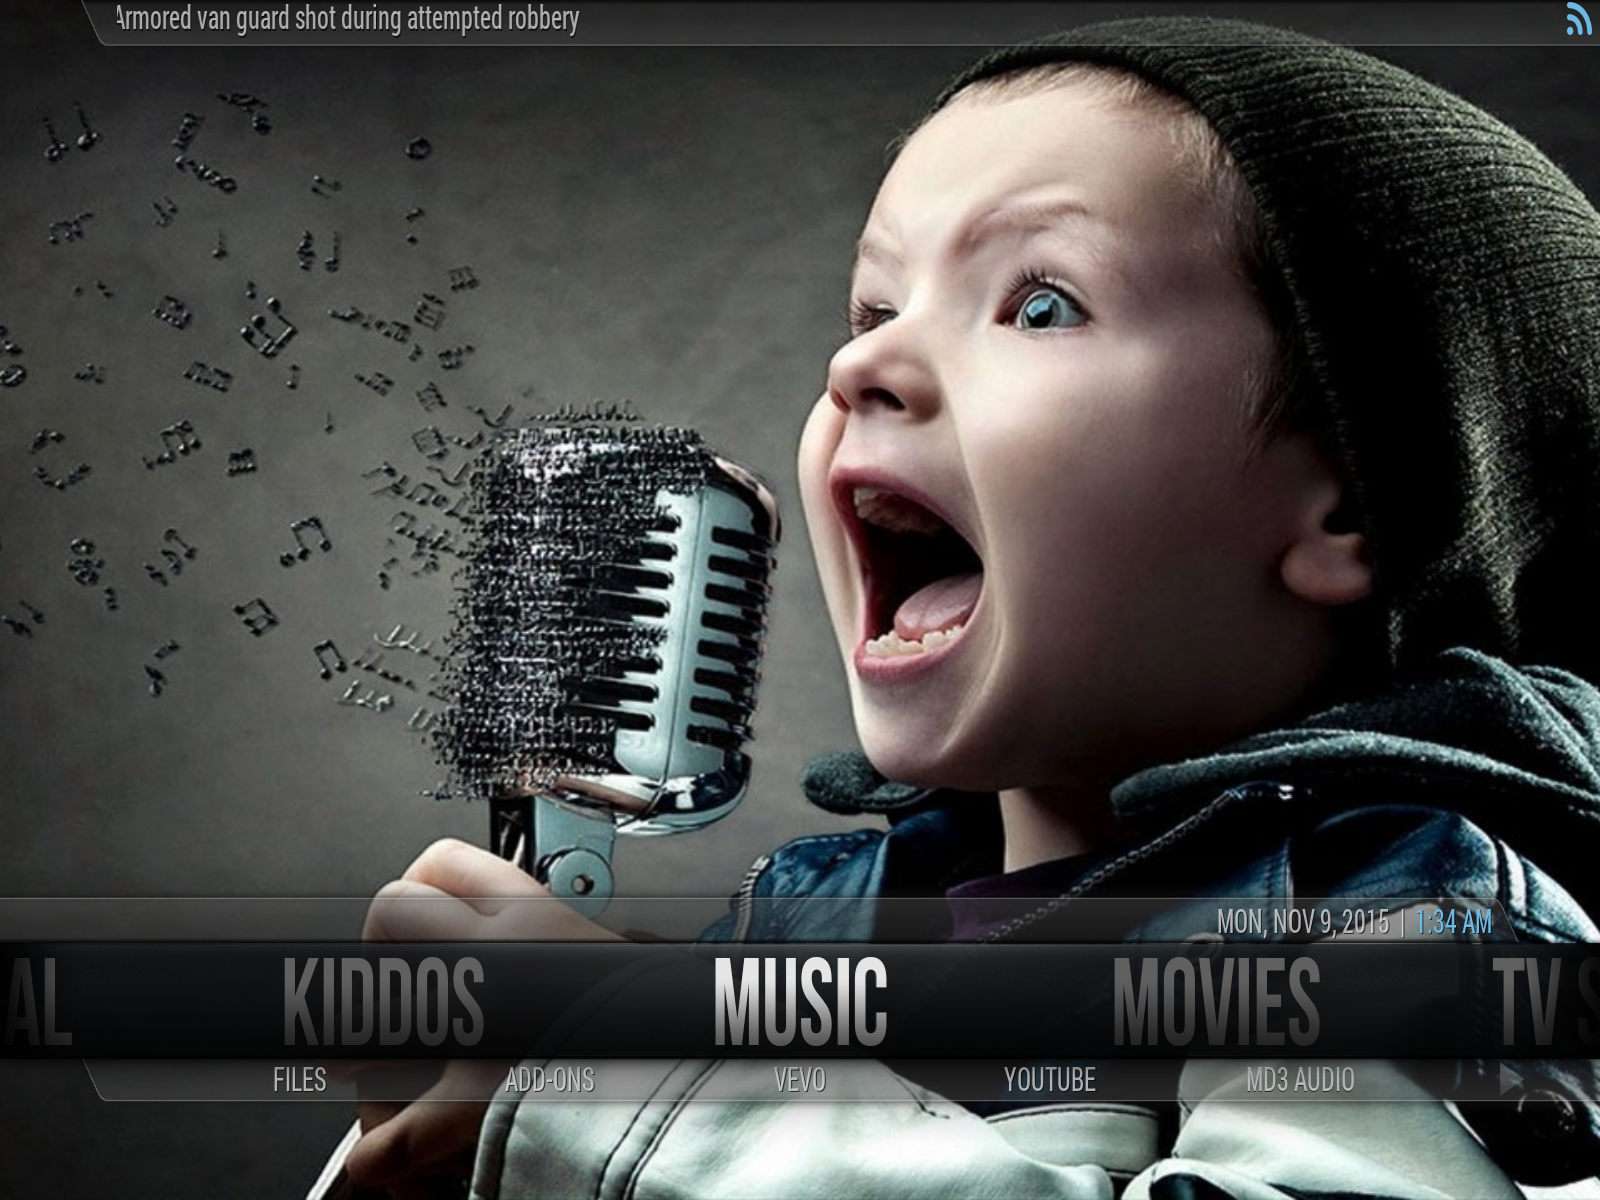 Armored van guard shot during attempted robbery
MON, NOV 9, 2015 | 1:34 AM
AL KIDDOS MUSIC MOVIES TV S
FILES ADD-ONS VEVO YOUTUBE MD3 AUDIO